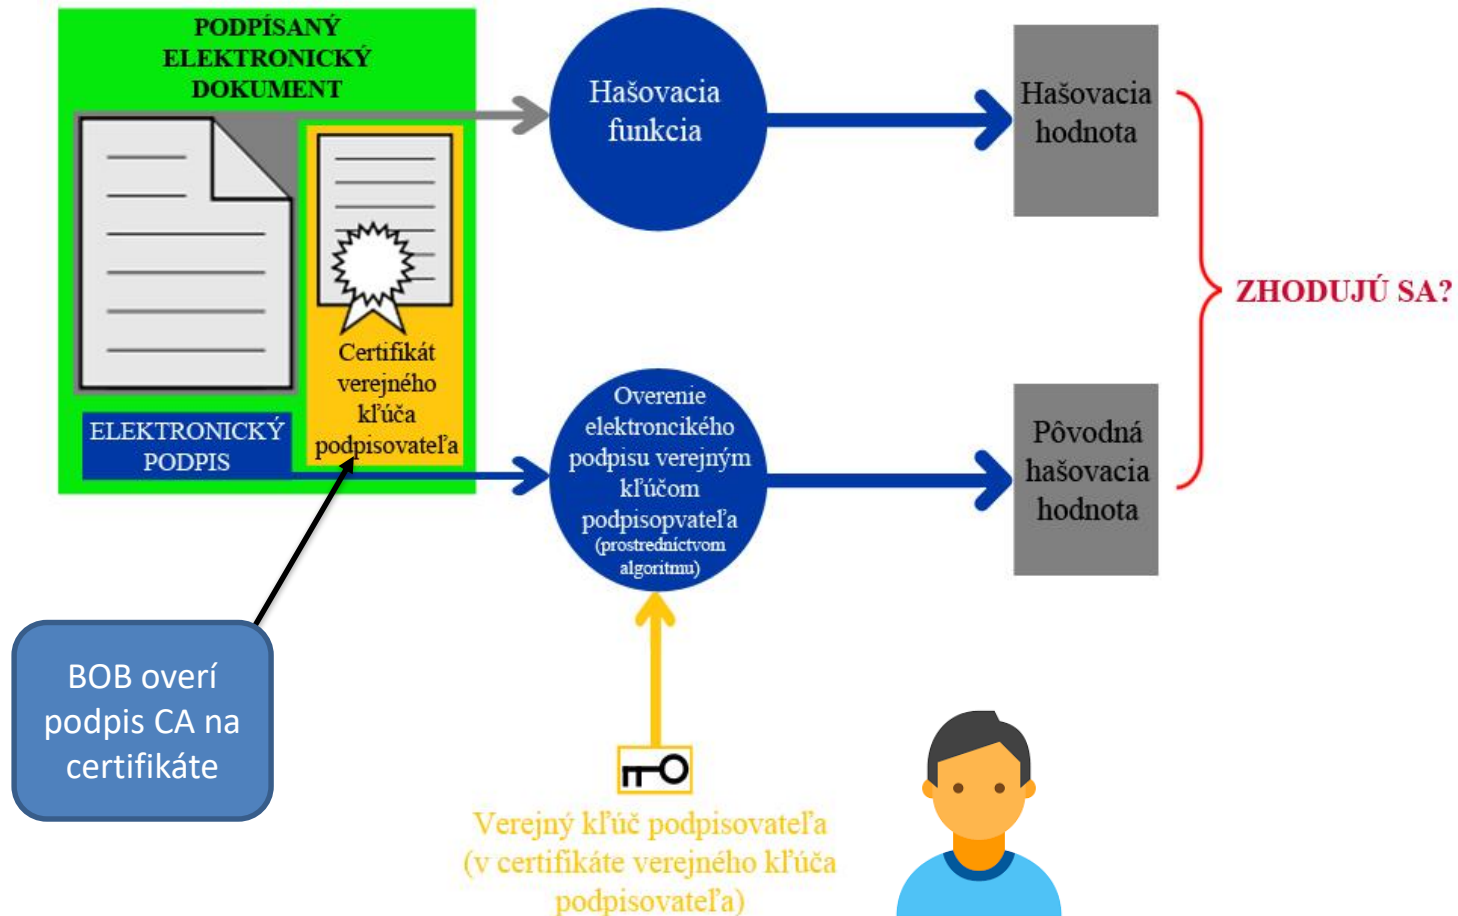 PODPÍSANÝ
ELEKTRONICKÝ
DOKUMENT
Certifikát
verejného
kľúča
podpisovateľa
ELEKTRONICKÝ
PODPIS
Hašovacia
funkcia
Hašovacia
hodnota
Overenie
elektroncikého
podpisu verejným
kľúčom
podpisopvateľa
(prostredníctvom
algoritmu)
Pôvodná
hašovacia
hodnota
ZHODUJÚ SA?
BOB overí
podpis CA na
certifikáte
Verejný kľúč podpisovateľa
(v certifikáte verejného kľúča
podpisovateľa)